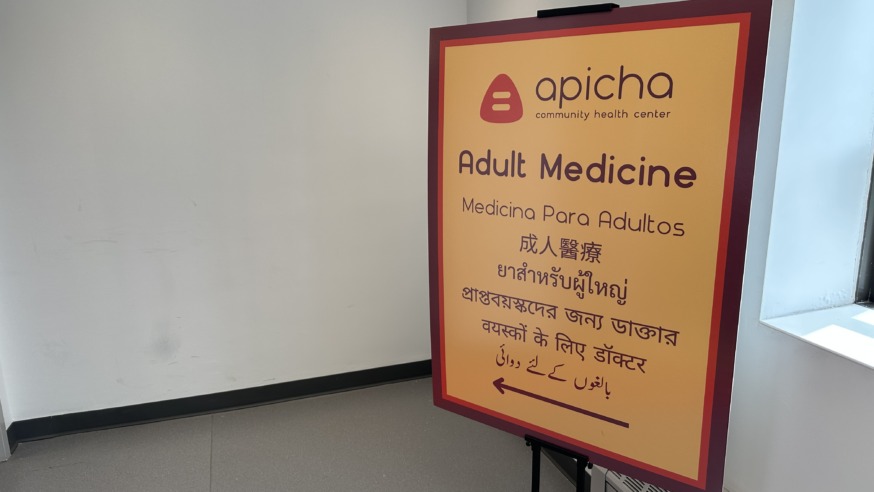 apicha
community health center
Adult Medicine
Medicina Para Adultos
成人醫療
ยาสำหรับผู้ใหญ่
প্রাপ্তবয়স্কদের জন্য ডাক্তার
वयस्कों के लिए डॉक्टर
بالغوں کے لئے دوائی